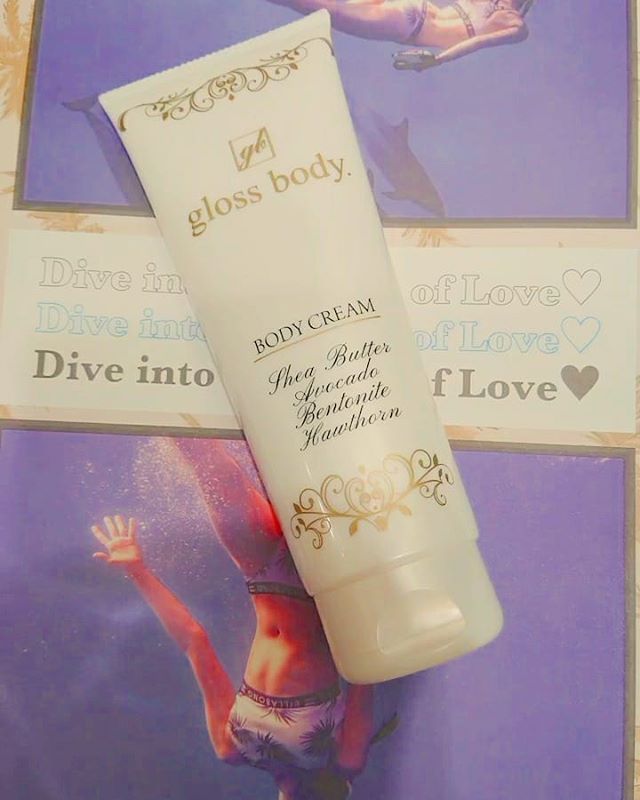 gb
gloss body.
Dive in of Love♡
Dive into of Love♡
Dive into f Love♥
BODY CREAM
Shea Butter
Avocado
Bentonite
Hawthorn
BILLABONG